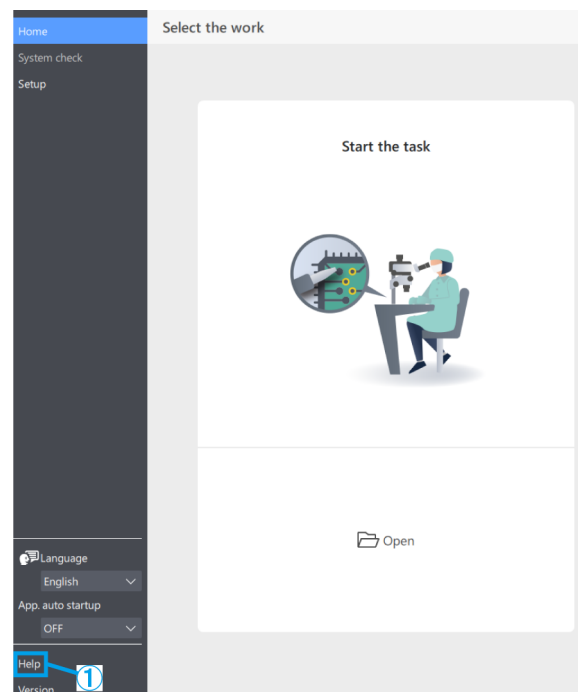 Home
Select the work
System check
Setup
Start the task
Open
Language
English
App. auto startup
OFF
Help
1
Version